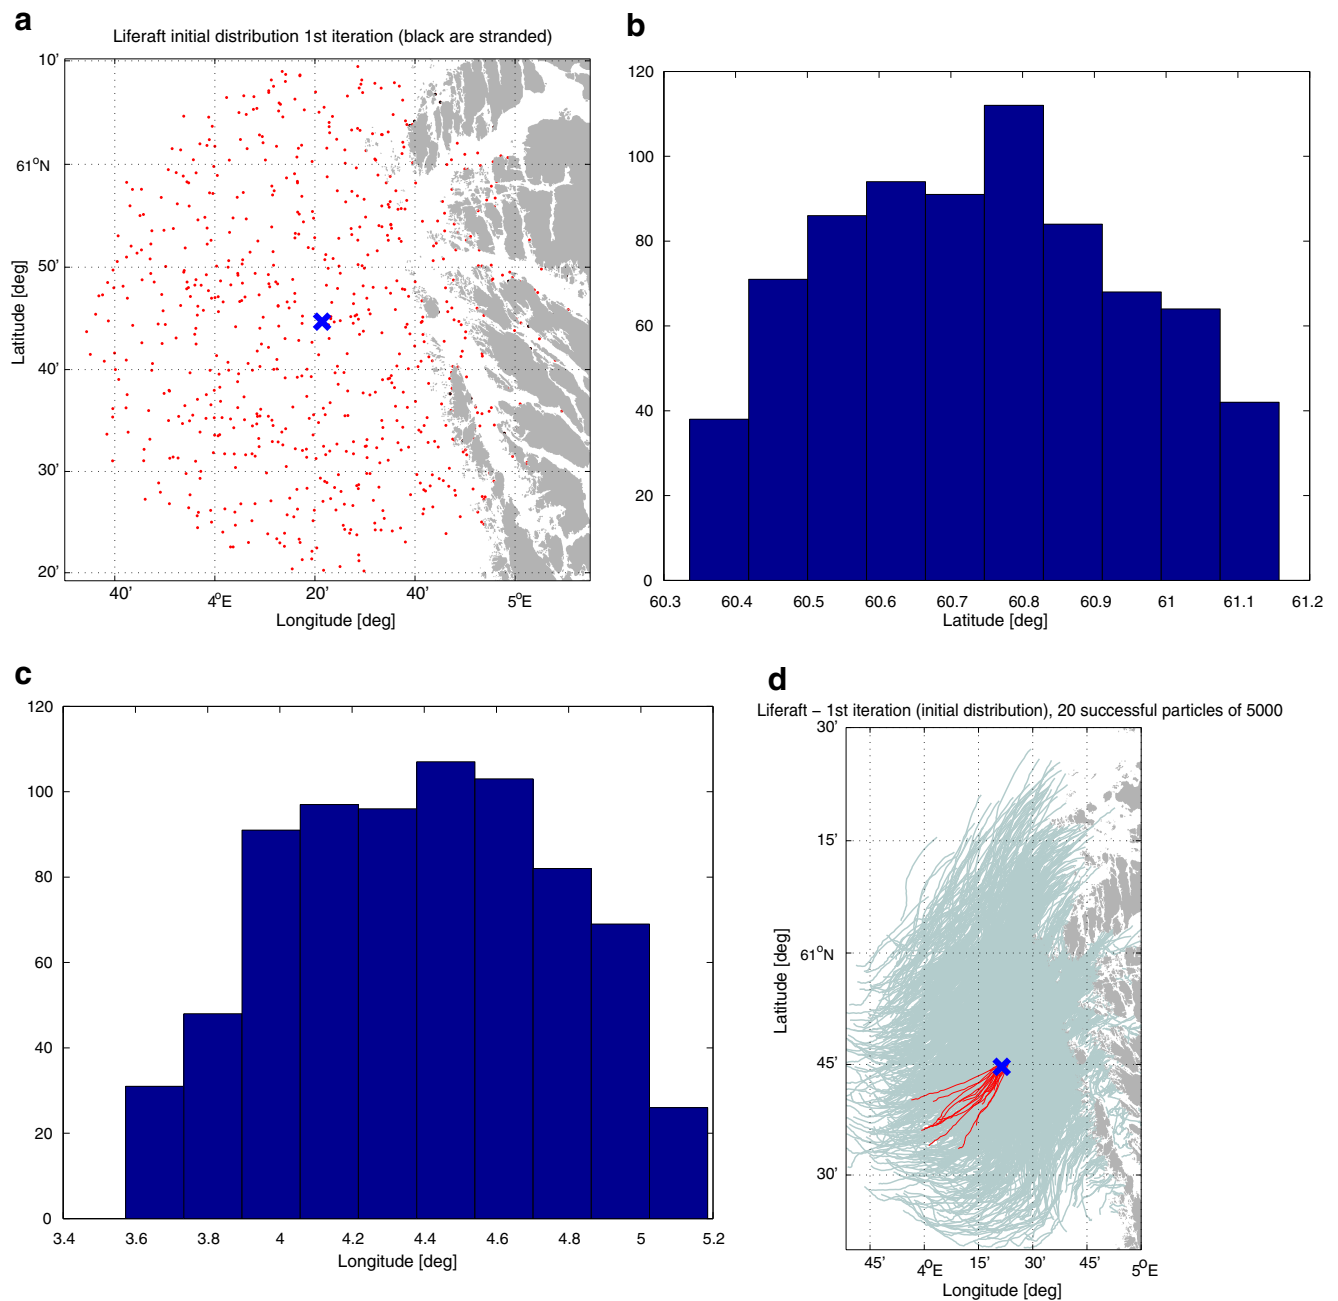 a
Liferaft initial distribution 1st iteration (black are stranded)
10'
61°N
50'
40'
30'
20'
Latitude [deg]
40'
4°E
20'
40'
5°E
Longitude [deg]
b
120
100
80
60
40
20
0
60.3
60.4
60.5
60.6
60.7
60.8
60.9
61
61.1
61.2
Latitude [deg]
c
120
100
80
60
40
20
0
3.4
3.6
3.8
4
4.2
4.4
4.6
4.8
5
5.2
Longitude [deg]
d
Liferaft – 1st iteration (initial distribution), 20 successful particles of 5000
30'
15'
61°N
45'
30'
Latitude [deg]
45'
4°E
15'
30'
45'
5°E
Longitude [deg]